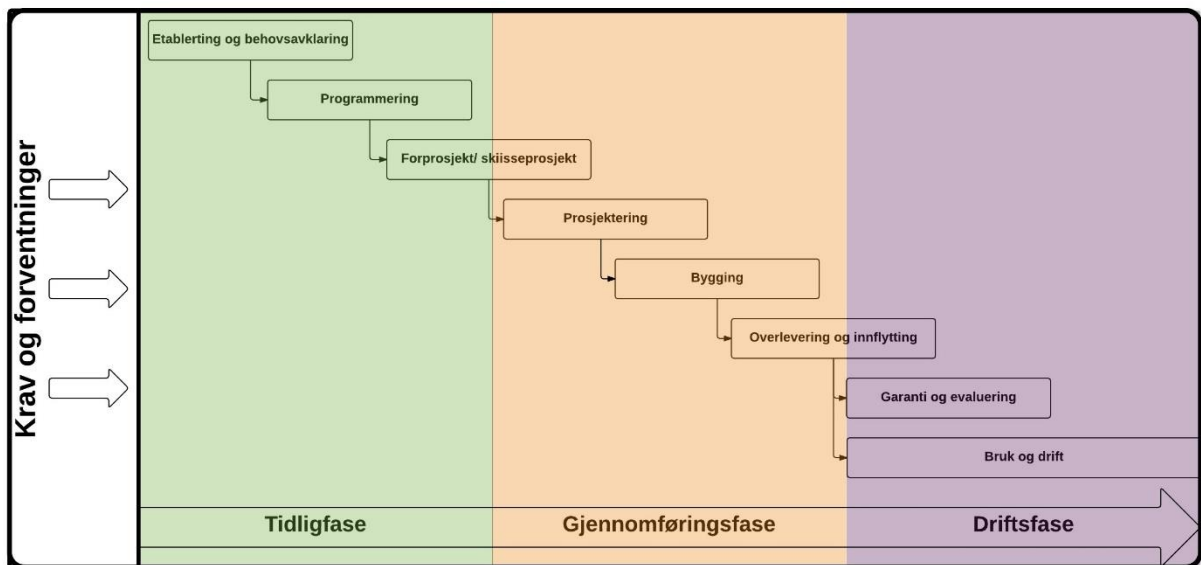 Krav og forventninger
Etablerting og behovsavklaring
Programmering
Forprosjekt/ skiisseprosjekt
Prosjektering
Bygging
Overlevering og innflytting
Garanti og evaluering
Bruk og drift
Tidligfase
Gjennomføringsfase
Driftsfase